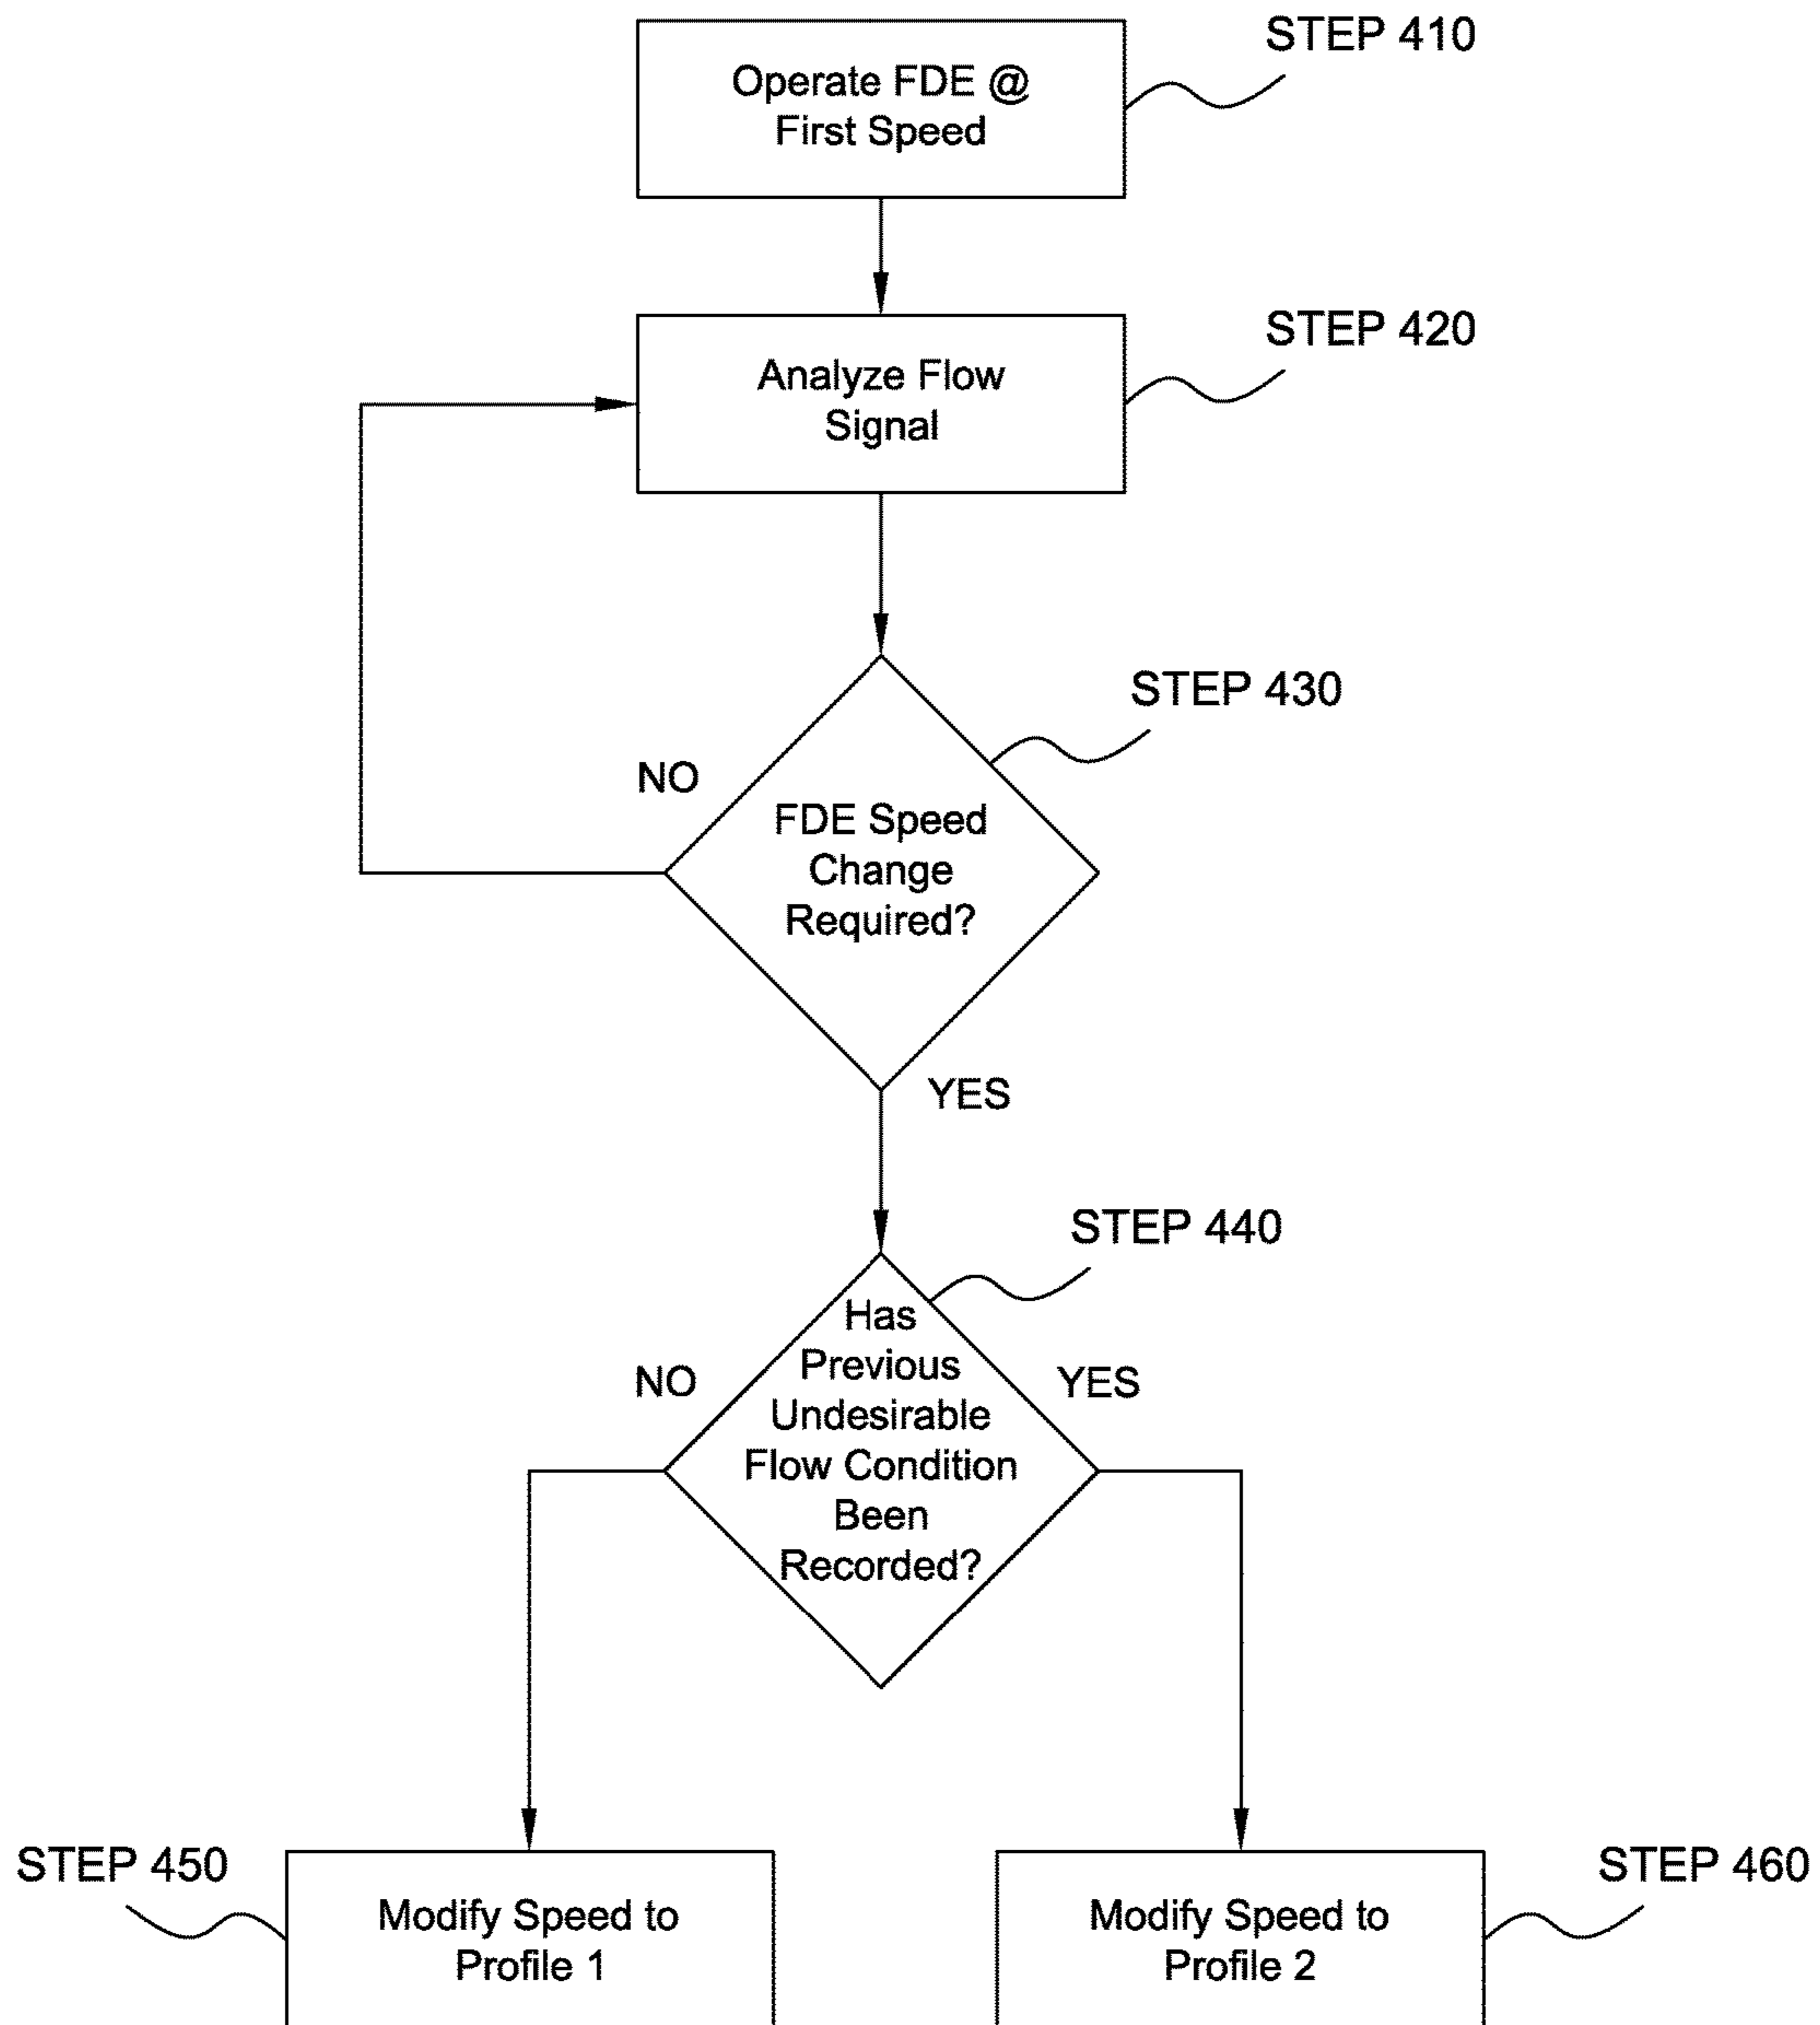 STEP 410
Operate FDE @
First Speed
STEP 420
Analyze Flow
Signal
STEP 430
NO
FDE Speed
Change
Required?
YES
STEP 440
Has
Previous
Undesirable
Flow Condition
Been
Recorded?
NO
YES
STEP 450
Modify Speed to
Profile 1
STEP 460
Modify Speed to
Profile 2